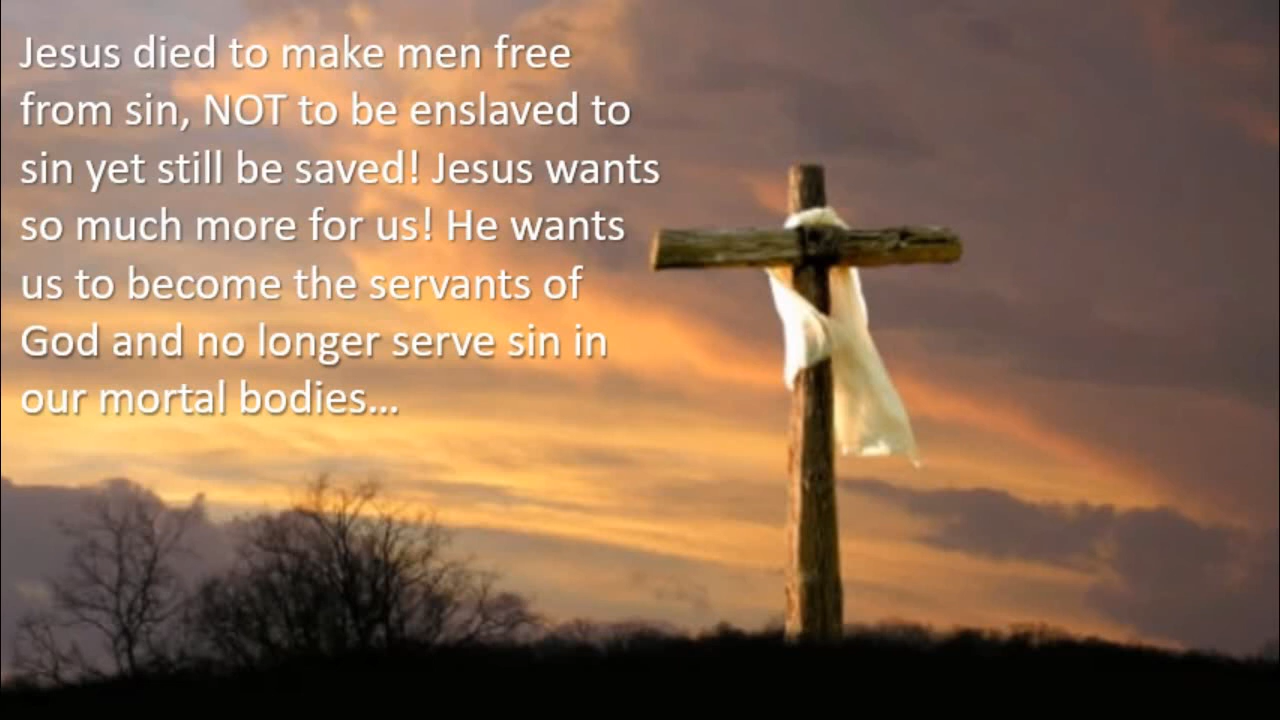 Jesus died to make men free
from sin, NOT to be enslaved to
sin yet still be saved! Jesus wants
so much more for us! He wants
us to become the servants of
God and no longer serve sin in
our mortal bodies...